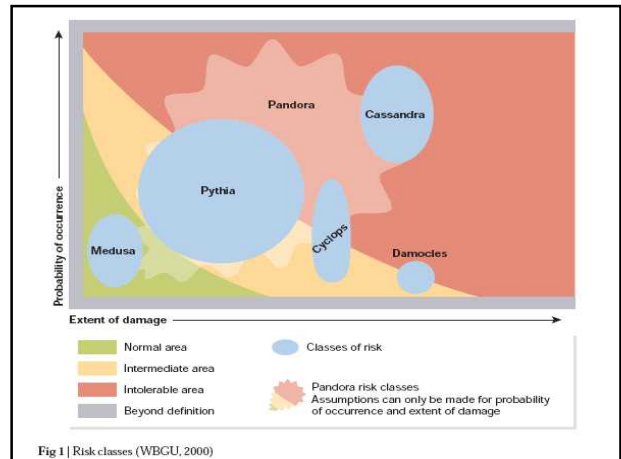 Probability of occurrence
Pandora
Cassandra
Pythia
Cyclops
Medusa
Damocles
Extent of damage
Normal area
Intermediate area
Intolerable area
Beyond definition
Classes of risk
Pandora risk classes
Assumptions can only be made for probability
of occurrence and extent of damage
Fig 1 | Risk classes (WBGU, 2000)